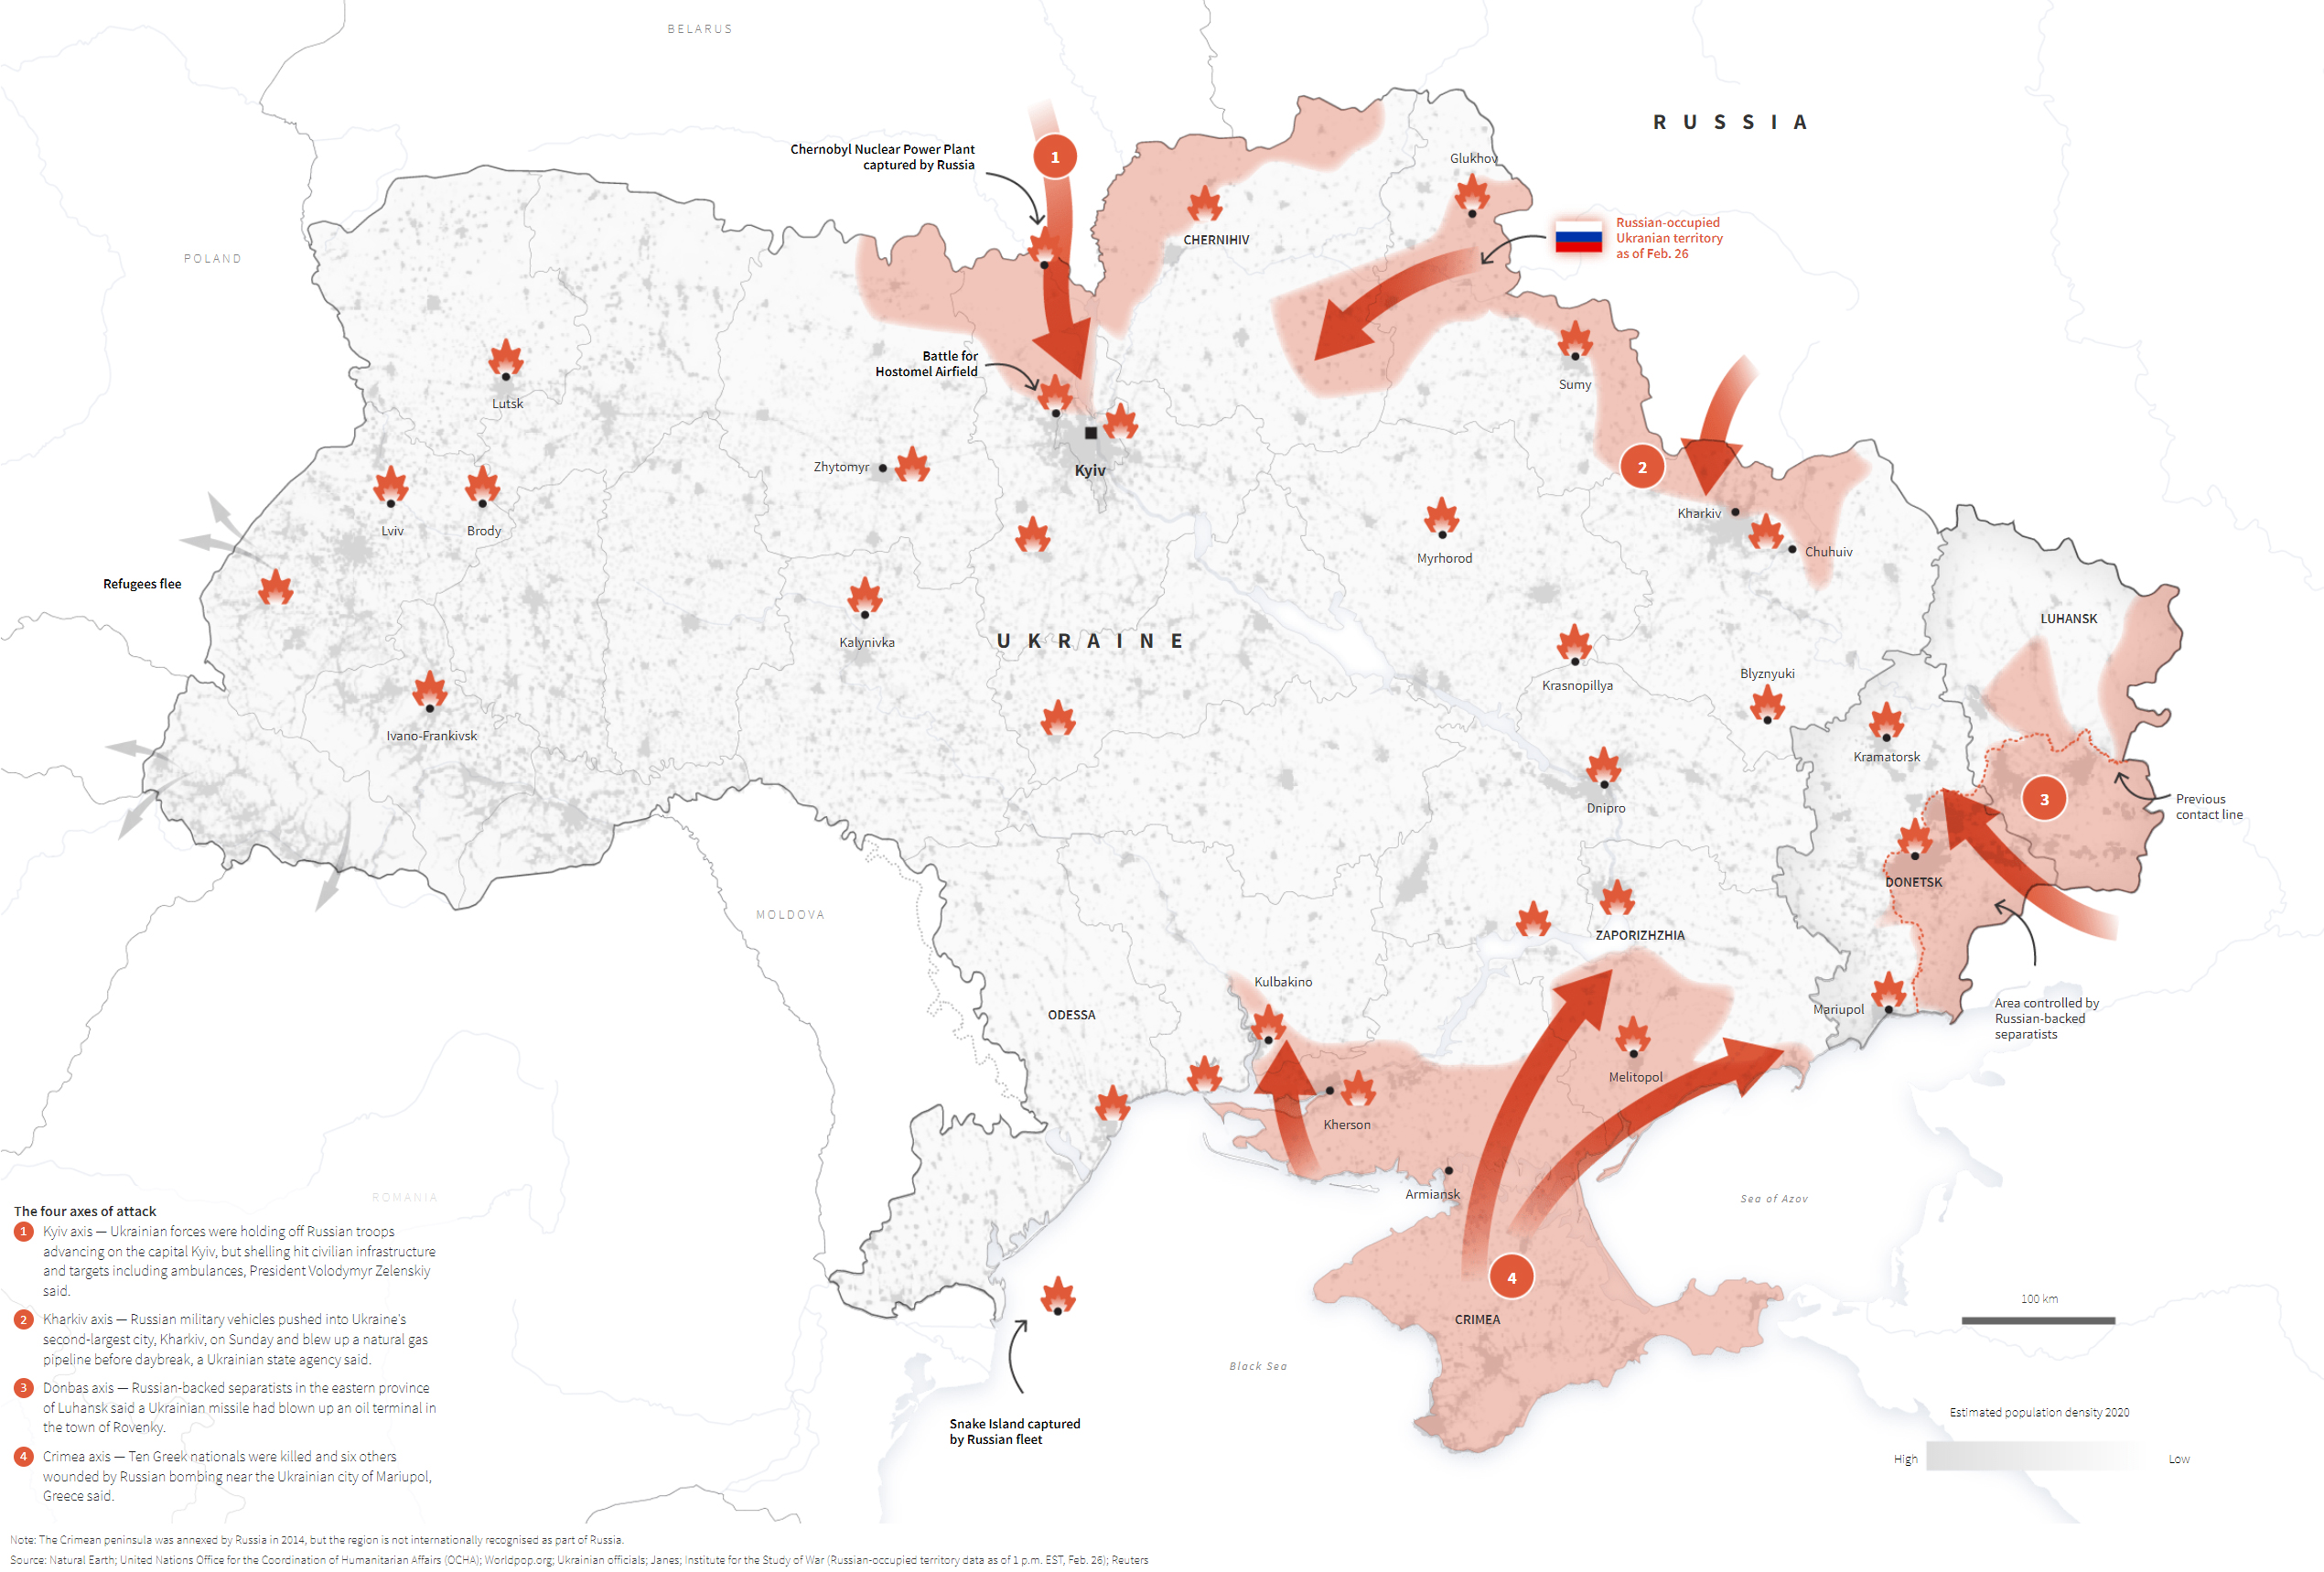 BELARUS
RUSSIA
Chernobyl Nuclear Power Plant
captured by Russia
1
Glukhov
CHERNIHIV
Russian-occupied
Ukranian territory
as of Feb. 26
POLAND
Battle for
Hostomel Airfield
Sumy
Lutsk
Zhytomyr
Kyiv
2
Lviv
Brody
Kharkiv
Chuhuiv
Myrhorod
Refugees flee
Kalynivka
UKRAINE
LUHANSK
Krasnopillya
Blyznyuki
Ivano-Frankivsk
Kramatorsk
Dnipro
3
Previous
contact line
DONETSK
MOLDOVA
ZAPORIZHZHIA
Kulbakino
ODESSA
Mariupol
Area controlled by
Russian-backed
separatists
Melitopol
Kherson
Armiansk
Sea of Azov
ROMANIA
4
CRIMEA
100 km
Black Sea
Snake Island captured
by Russian fleet
Estimated population density 2020
High
Low
The four axes of attack
1 Kyiv axis — Ukrainian forces were holding off Russian troops
advancing on the capital Kyiv, but shelling hit civilian infrastructure
and targets including ambulances, President Volodymyr Zelenskiy
said.
2 Kharkiv axis — Russian military vehicles pushed into Ukraine's
second-largest city, Kharkiv, on Sunday and blew up a natural gas
pipeline before daybreak, a Ukrainian state agency said.
3 Donbas axis — Russian-backed separatists in the eastern province
of Luhansk said a Ukrainian missile had blown up an oil terminal in
the town of Rovenky.
4 Crimea axis — Ten Greek nationals were killed and six others
wounded by Russian bombing near the Ukrainian city of Mariupol,
Greece said.
Note: The Crimean peninsula was annexed by Russia in 2014, but the region is not internationally recognised as part of Russia.
Source: Natural Earth; United Nations Office for the Coordination of Humanitarian Affairs (OCHA); Worldpop.org; Ukrainian officials; Janes; Institute for the Study of War (Russian-occupied territory data as of 1 p.m. EST, Feb. 26); Reuters